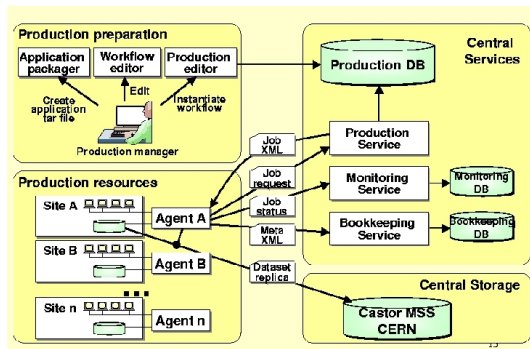 Production preparation
Application
packager
Workflow
editor
Production
editor
Create
application
tar file
Edit
Instantiate
workflow
Production manager
Central
Services
Production DB
Production
Service
Monitoring
Service
Monitoring
DB
Bookkeeping
Service
Bookkeeping
DB
Job
XML
Job
request
Job
status
Meta
XML
Dataset
replica
Production resources
Site A
Agent A
Site B
Agent B
...
Site n
Agent n
Central Storage
Castor MSS
CERN